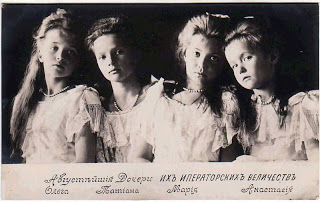 Августѣйшія Дочери ИХЪ ИМПЕРАТОРСКИХЪ ВЕЛИЧЕСТВЪ
Ольга Татіана Марія Анастасія